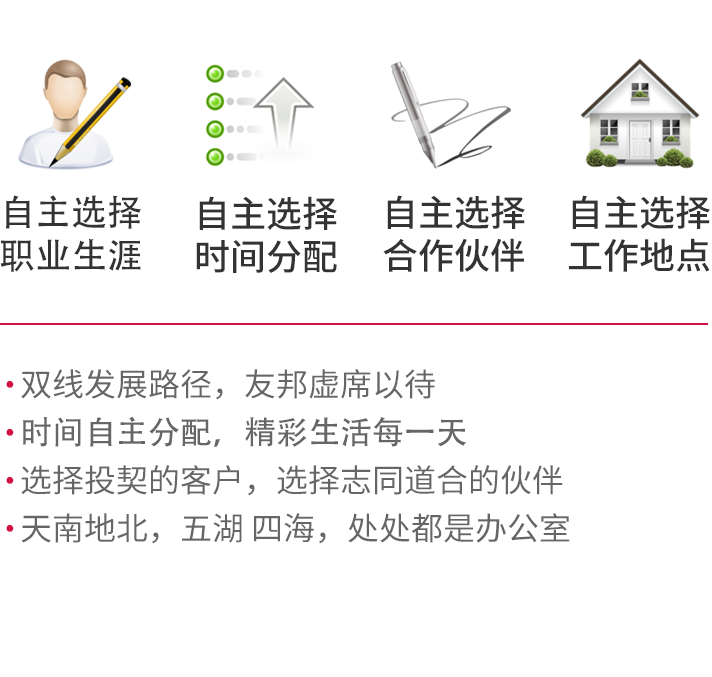 自主选择
职业生涯
自主选择
时间分配
自主选择
合作伙伴
自主选择
工作地点
•双线发展路径，友邦虚席以待
•时间自主分配，精彩生活每一天
•选择投契的客户，选择志同道合的伙伴
•天南地北，五湖 四海，处处都是办公室